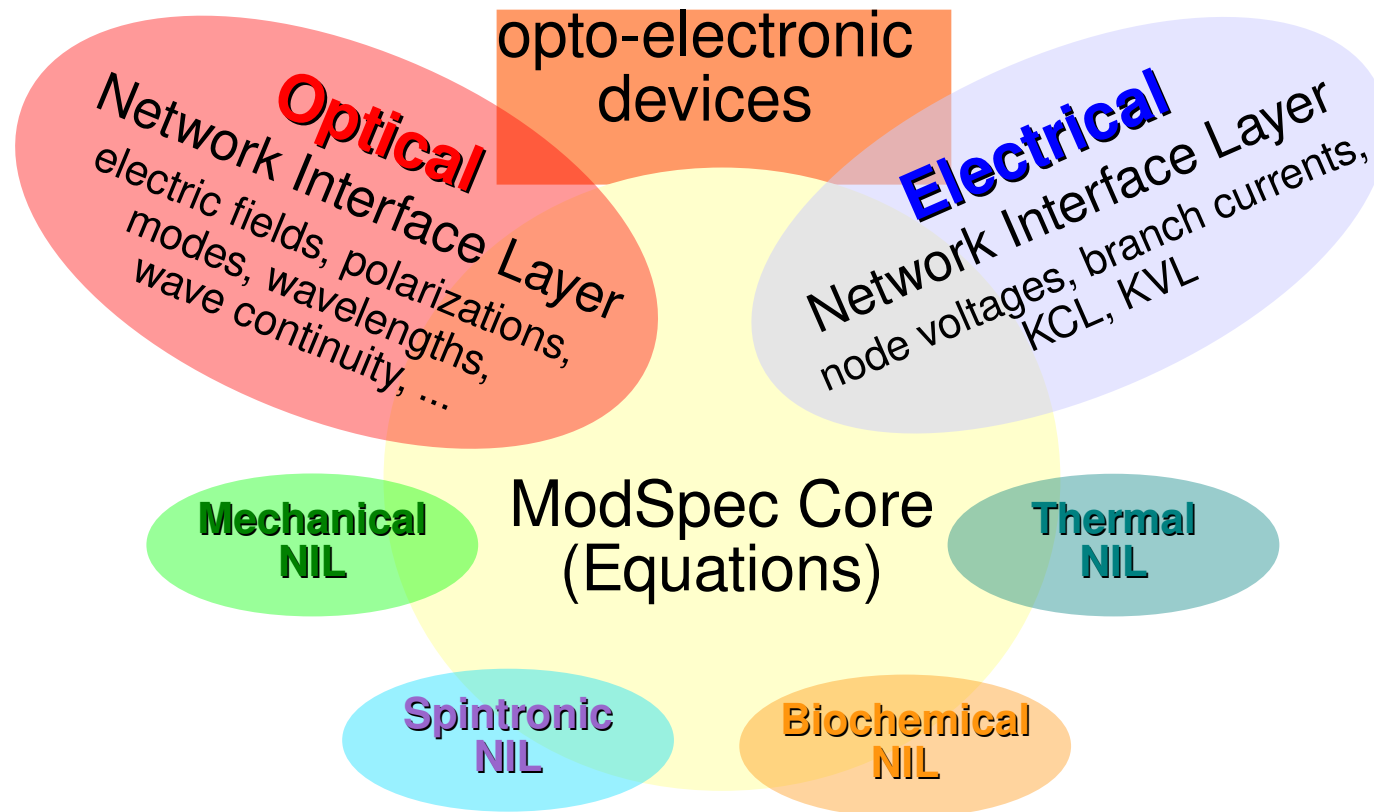 opto-electronic
devices
Optical
Network Interface Layer
electric fields, polarizations,
modes, wavelengths,
wave continuity, ...
Electrical
Network Interface Layer
node voltages, branch currents,
KCL, KVL
ModSpec Core
(Equations)
Mechanical
NIL
Thermal
NIL
Spintronic
NIL
Biochemical
NIL